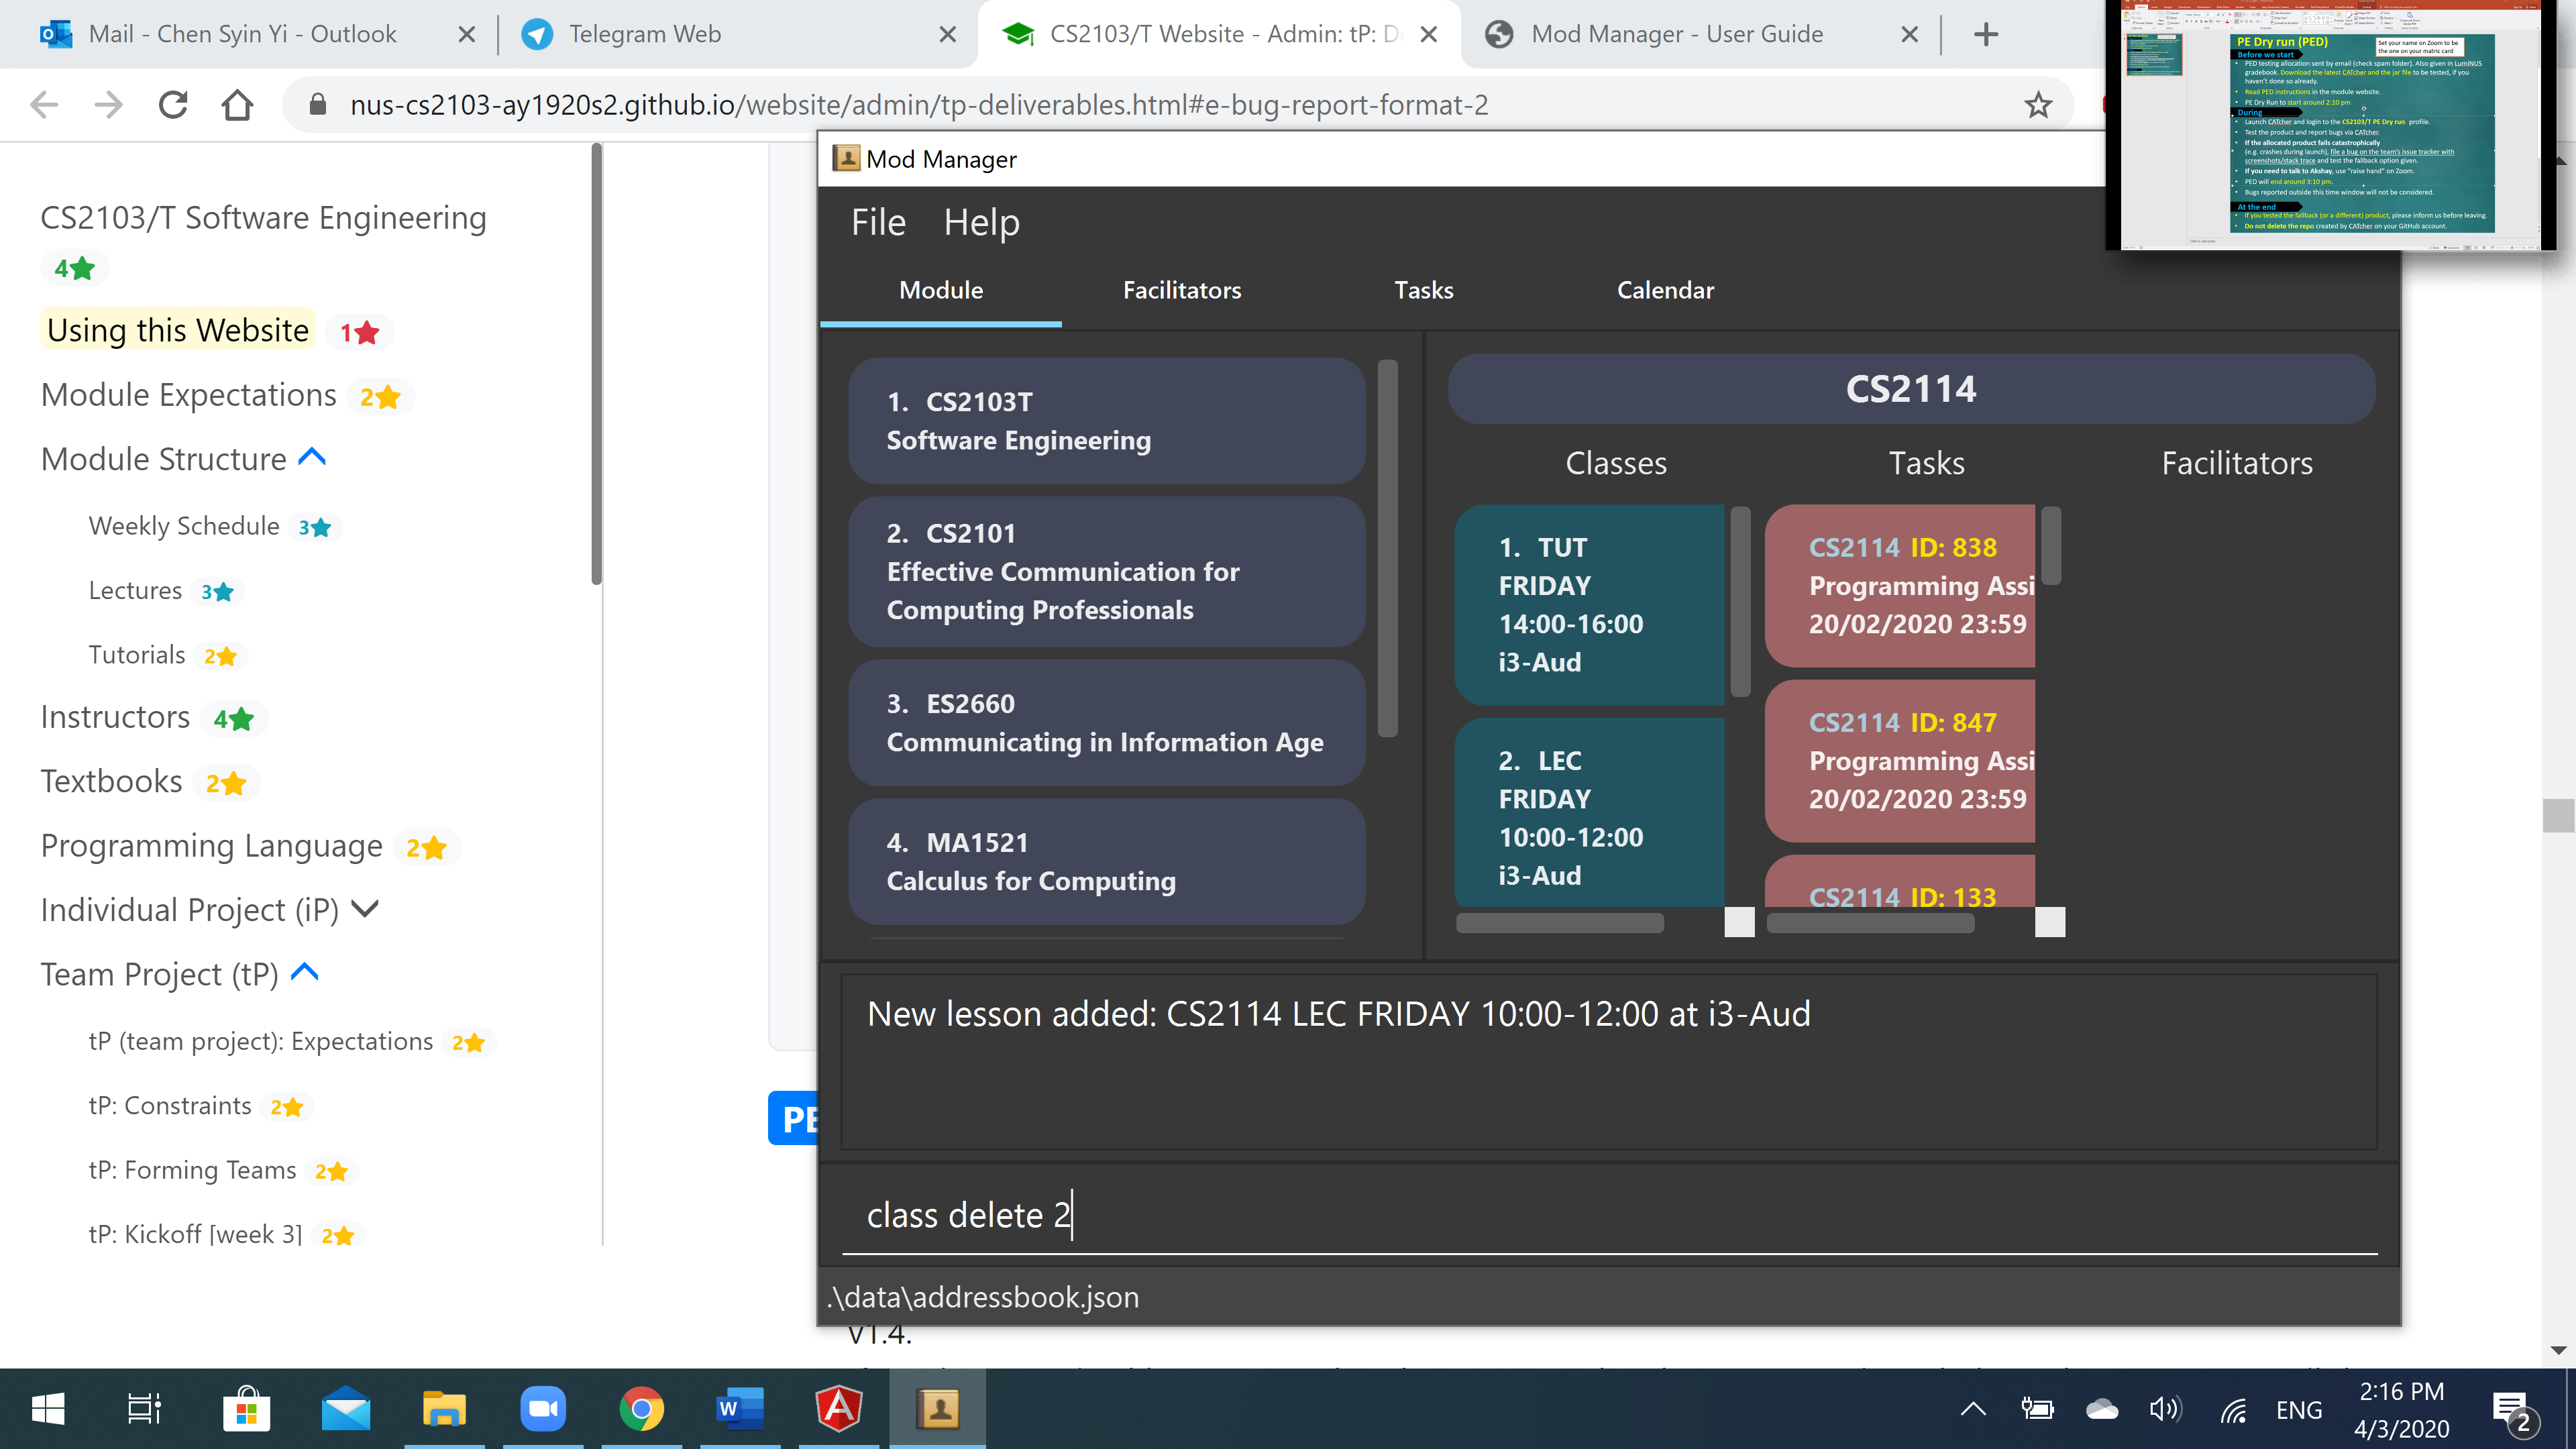 Mail - Chen Syin Yi - Outlook
Telegram Web
CS2103/T Website - Admin: tP: D
Mod Manager - User Guide
nus-cs2103-ay1920s2.github.io/website/admin/tp-deliverables.html#e-bug-report-format-2
CS2103/T Software Engineering
4
Using this Website 1
Module Expectations 2
Module Structure
Weekly Schedule 3
Lectures 3
Tutorials 2
Instructors 4
Textbooks 2
Programming Language 2
Individual Project (iP)
Team Project (tP)
tP (team project): Expectations 2
tP: Constraints 2
tP: Forming Teams 2
tP: Kickoff [week 3] 2
PE
v1.4.
Mod Manager
File Help
Module Facilitators Tasks Calendar
1. CS2103T
Software Engineering
2. CS2101
Effective Communication for
Computing Professionals
3. ES2660
Communicating in Information Age
4. MA1521
Calculus for Computing
CS2114
Classes
Tasks
Facilitators
1. TUT
FRIDAY
14:00-16:00
i3-Aud
2. LEC
FRIDAY
10:00-12:00
i3-Aud
CS2114 ID: 838
Programming Assi
20/02/2020 23:59
CS2114 ID: 847
Programming Assi
20/02/2020 23:59
CS2114 ID: 133
New lesson added: CS2114 LEC FRIDAY 10:00-12:00 at i3-Aud
class delete 2
.\data\addressbook.json
PE Dry run (PED)
Set your name on Zoom to be
the one on your matric card
Before we start
PED testing allocation sent by email (check spam folder). Also given in LumiNUS
gradebook. Download the latest CATcher and the jar file to be tested, if you
haven't done so already.
Read PED instructions in the module website.
PE Dry Run to start around 2:10 pm
During
Launch CATcher and login to the CS2103/T PE Dry run profile.
Test the product and report bugs via CATcher.
If the allocated product fails catastrophically
(e.g. crashes during launch), file a bug on the team's issue tracker with
screenshots/stack trace and test the fallback option given.
If you need to talk to Akshay, use "raise hand" on Zoom.
PED will end around 3:10 pm.
Bugs reported outside this time window will not be considered.
At the end
If you tested the fallback (or a different) product, please inform us before leaving.
Do not delete the repo created by CATcher on your GitHub account.
ENG
2:16 PM
4/3/2020
2